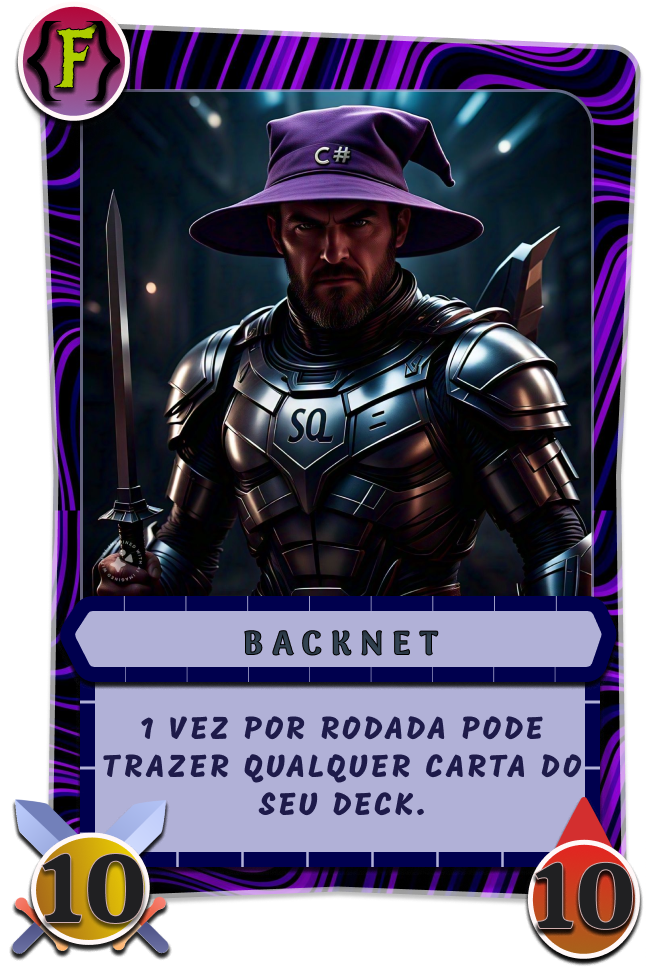 {F}
C#
SQ
BACKNET
1 VEZ POR RODADA PODE
TRAZER QUALQUER CARTA DO
SEU DECK.
10
10